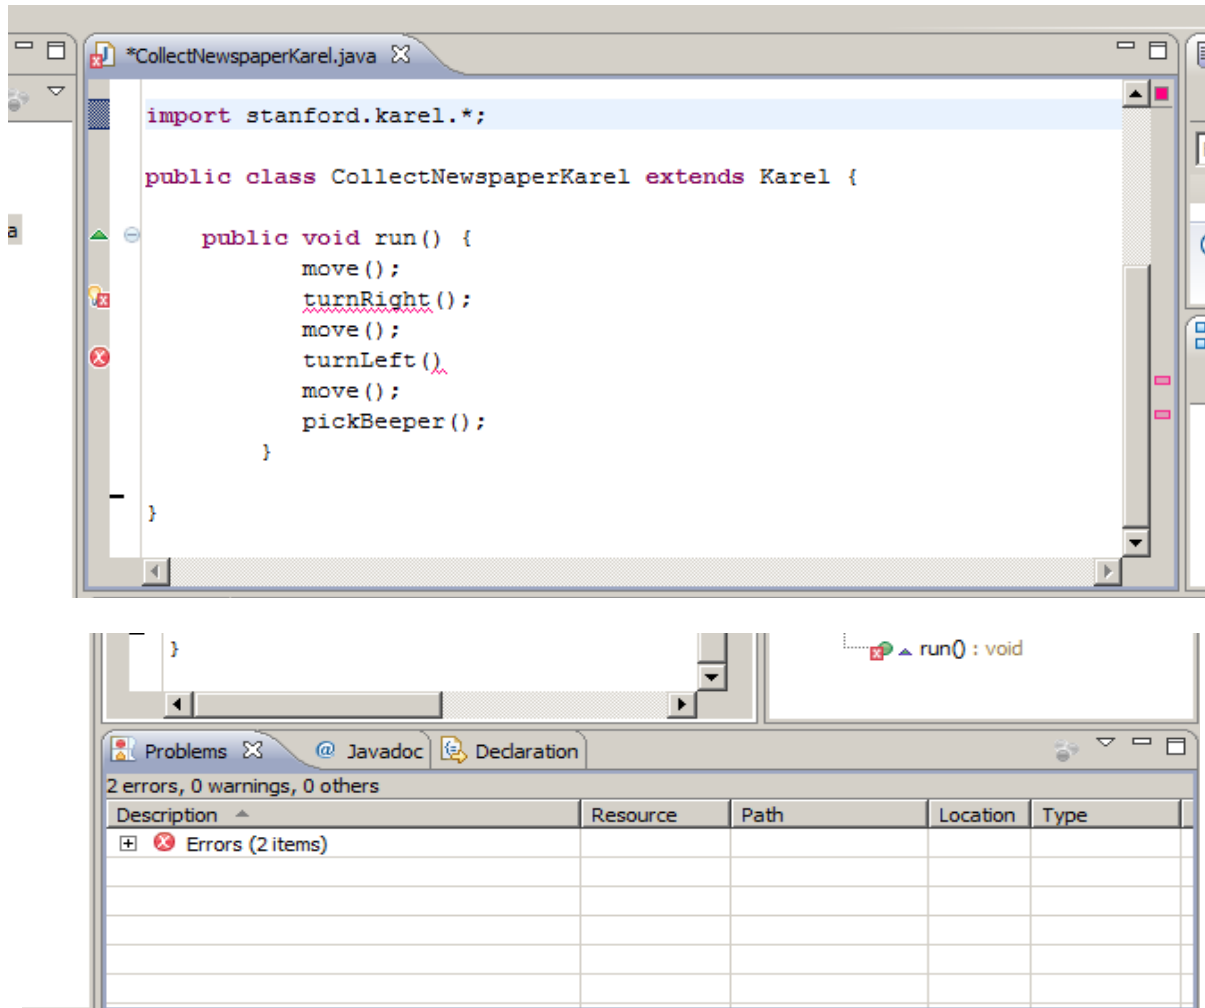 *CollectNewspaperKarel.java
import stanford.karel.*;
public class CollectNewspaperKarel extends Karel {
a
public void run() {
move();
turnRight();
move();
turnLeft()
move();
pickBeeper();
}
}
}
run() : void
Problems @ Javadoc Declaration
2 errors, 0 warnings, 0 others
Description Resource Path Location Type
Errors (2 items)